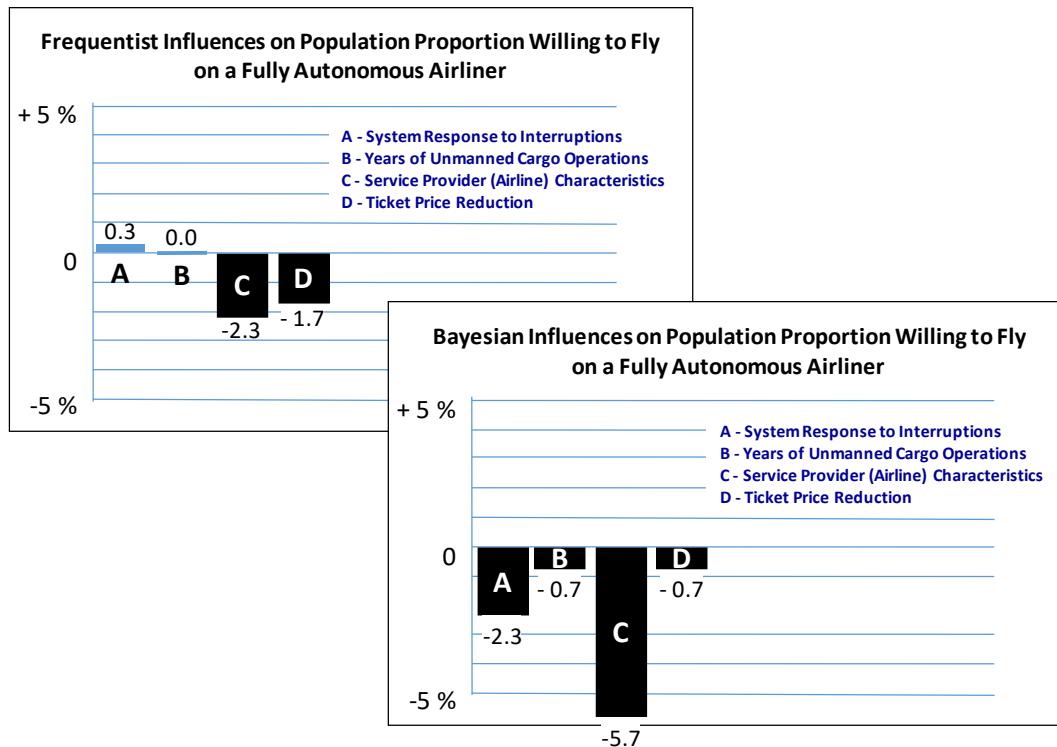 Frequentist Influences on Population Proportion Willing to Fly
on a Fully Autonomous Airliner
+ 5 %
A - System Response to Interruptions
B - Years of Unmanned Cargo Operations
C - Service Provider (Airline) Characteristics
D - Ticket Price Reduction
0.3
0.0
0
A
B
C
D
-2.3
- 1.7
-5 %
Bayesian Influences on Population Proportion Willing to Fly
on a Fully Autonomous Airliner
+ 5 %
A - System Response to Interruptions
B - Years of Unmanned Cargo Operations
C - Service Provider (Airline) Characteristics
D - Ticket Price Reduction
0
A
B
C
D
-2.3
- 0.7
- 0.7
-5 %
-5.7